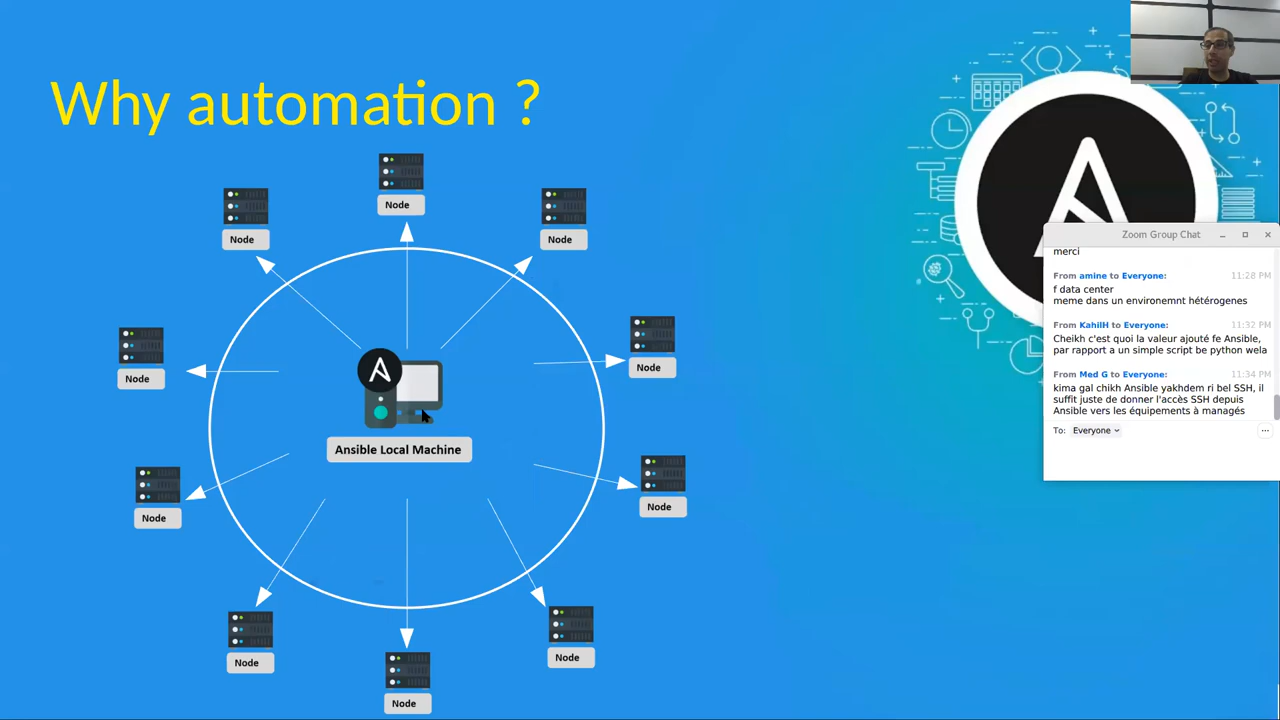 Why automation ?
Node
Node
Node
Node
Node
Ansible Local Machine
Node
Node
Node
Node
Node
Zoom Group Chat
merci
From amine to Everyone: 11:28 PM
f data center
meme dans un environemnt hétérogenes
From KahilH to Everyone: 11:32 PM
Cheikh c'est quoi la valeur ajouté fe Ansible,
par rapport a un simple script be python wela
From Med G to Everyone: 11:34 PM
kima gal chikh Ansible yakhdem ri bel SSH, il
suffit juste de donner l'accès SSH depuis
Ansible vers les équipements à managés
To: Everyone